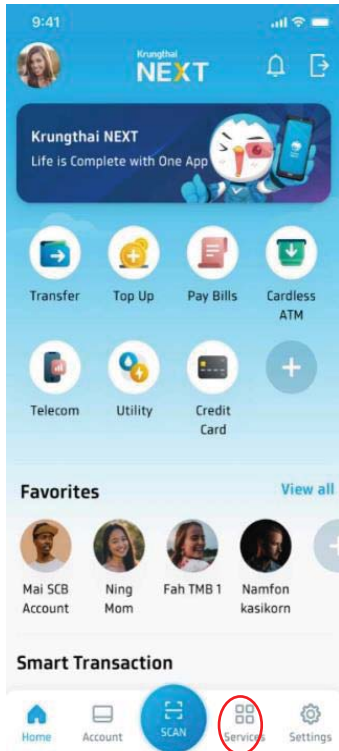 9:41
Krungthai
NEXT
Krungthai NEXT
Life is Complete with One App
Transfer
Top Up
Pay Bills
Cardless
ATM
Telecom
Utility
Credit
Card
Favorites
View all
Mai SCB
Account
Ning
Mom
Fah TMB 1
Namfon
kasikorn
Smart Transaction
Home
Account
SCAN
Services
Settings